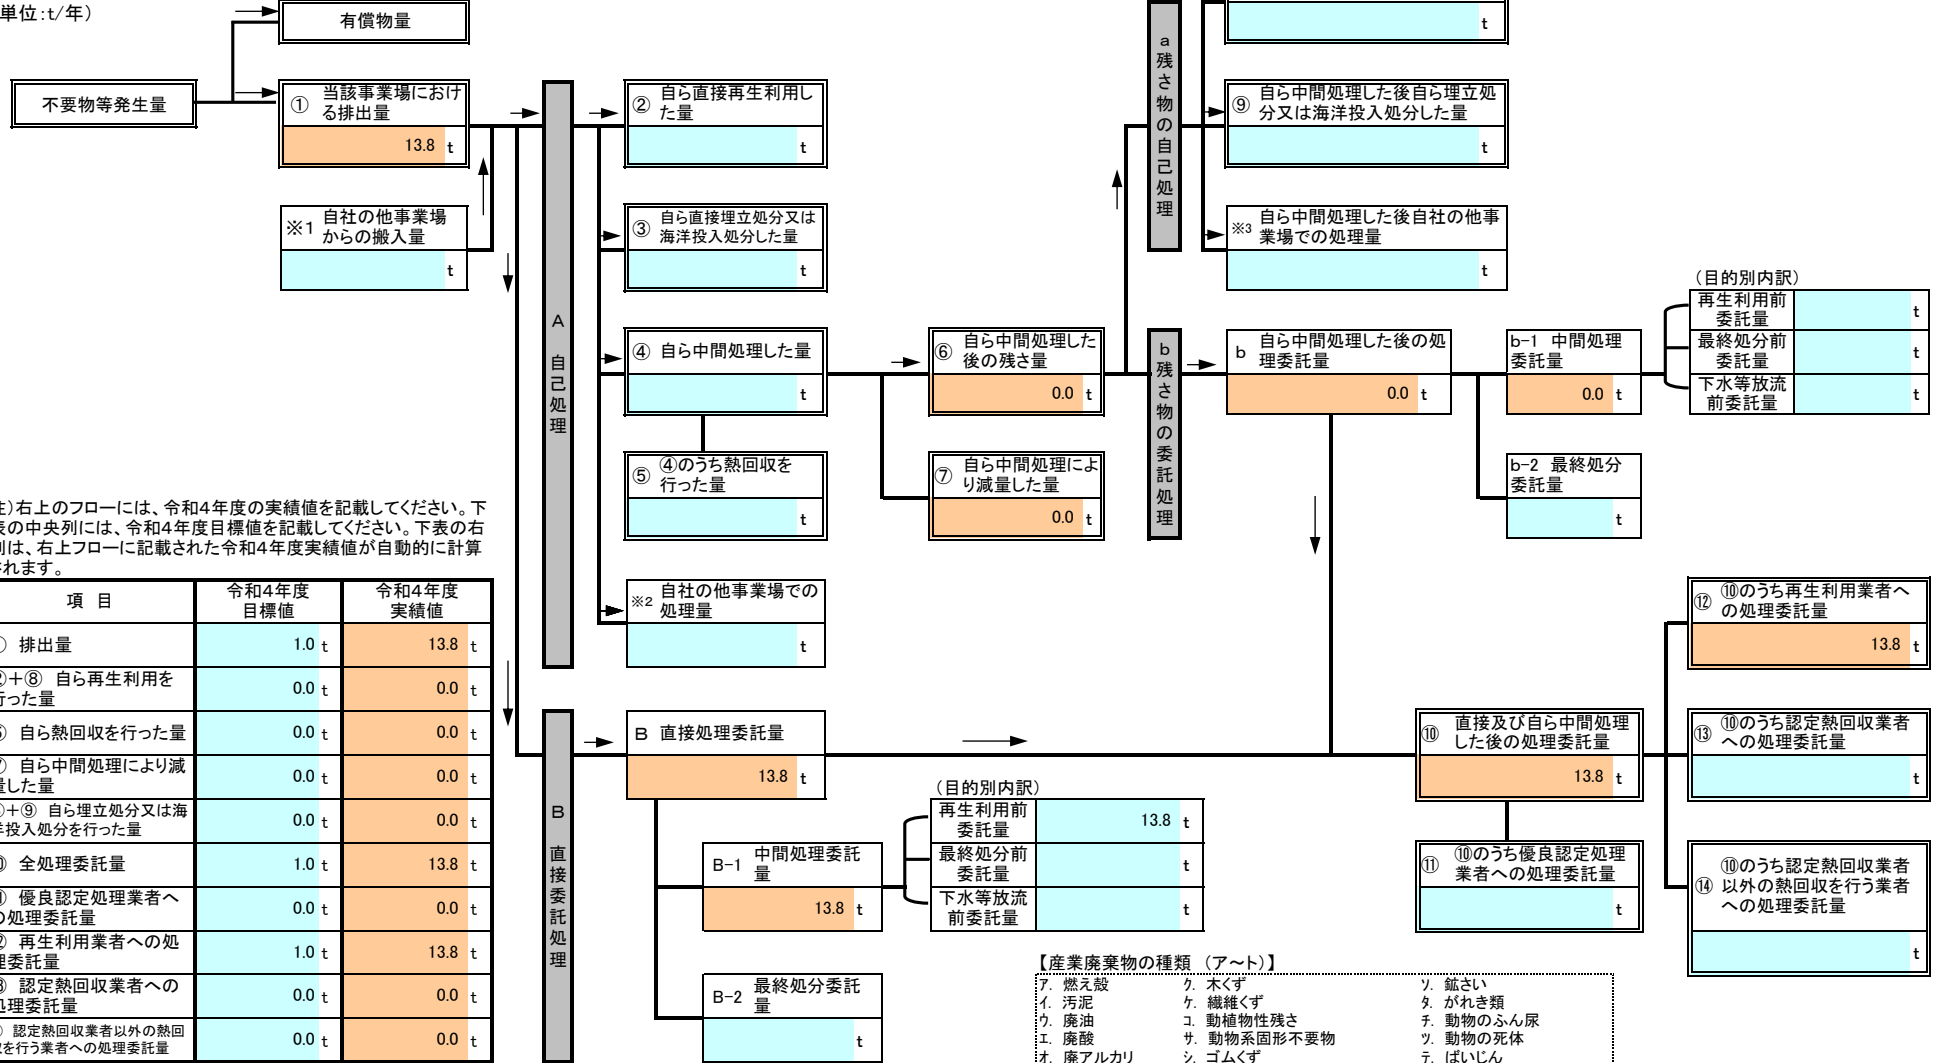 単位:t/年）
有償物量
不要物等発生量
① 当該事業場におけ
る排出量
13.8 t
※1 自社の他事業場
からの搬入量
t
A 自己処理
② 自ら直接再生利用し
た量
t
③ 自ら直接埋立処分又は
海洋投入処分した量
t
④ 自ら中間処理した量
t
⑤ ④のうち熱回収を
行った量
t
※2 自社の他事業場での
処理量
t
⑥ 自ら中間処理した
後の残さ量
0.0 t
⑦ 自ら中間処理によ
り減量した量
0.0 t
a 残さ物の自己処理
t
⑨ 自ら中間処理した後自ら埋立処
分又は海洋投入処分した量
t
※3 自ら中間処理した後自社の他事
業場での処理量
t
b 残さ物の委託処理
b 自ら中間処理した後の処
理委託量
0.0 t
b-1 中間処理
委託量
0.0 t
b-2 最終処分
委託量
t
（目的別内訳）
再生利用前
委託量
t
最終処分前
委託量
t
下水等放流
前委託量
t
注）右上のフローには、令和4年度の実績値を記載してください。下
表の中央列には、令和4年度目標値を記載してください。下表の右
列は、右上フローに記載された令和4年度実績値が自動的に計算
されます。
項 目 令和4年度 令和4年度
目標値 実績値
排出量 1.0 t 13.8 t
②＋⑧ 自ら再生利用を
行った量 0.0 t 0.0 t
自ら熱回収を行った量 0.0 t 0.0 t
⑦ 自ら中間処理により減
量した量 0.0 t 0.0 t
＋⑨ 自ら埋立処分又は海
洋投入処分を行った量 0.0 t 0.0 t
全処理委託量 1.0 t 13.8 t
優良認定処理業者へ
の処理委託量 0.0 t 0.0 t
再生利用業者への処
理委託量 1.0 t 13.8 t
認定熱回収業者への
処理委託量 0.0 t 0.0 t
認定熱回収業者以外の熱回
収を行う業者への処理委託量 0.0 t 0.0 t
B 直接委託処理
B 直接処理委託量
13.8 t
B-1 中間処理委託
量
13.8 t
B-2 最終処分委託
量
t
（目的別内訳）
再生利用前
委託量
13.8 t
最終処分前
委託量
t
下水等放流
前委託量
t
⑩ 直接及び自ら中間処理
した後の処理委託量
13.8 t
⑪ ⑩のうち優良認定処理
業者への処理委託量
t
⑫ ⑩のうち再生利用業者へ
の処理委託量
13.8 t
⑬ ⑩のうち認定熱回収業者
への処理委託量
t
⑭ ⑩のうち認定熱回収業者
以外の熱回収を行う業者
への処理委託量
t
【産業廃棄物の種類 （ア～ト）】
ｱ. 燃え殻 ｸ. 木くず ｿ. 鉱さい
ｲ. 汚泥 ｹ. 繊維くず ﾀ. がれき類
ｳ. 廃油 ｺ. 動植物性残さ ﾁ. 動物のふん尿
ｴ. 廃酸 ｻ. 動物系固形不要物 ﾂ. 動物の死体
ｵ. 廃アルカリ ｼ. ゴムくず ﾃ. ばいじん